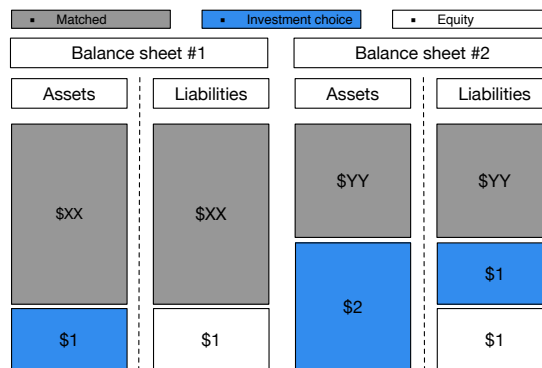 ▪ Matched
▪ Investment choice
▪ Equity
Balance sheet #1
Balance sheet #2
Assets
Liabilities
Assets
Liabilities
$XX
$XX
$YY
$YY
$1
$2
$1
$1
$1